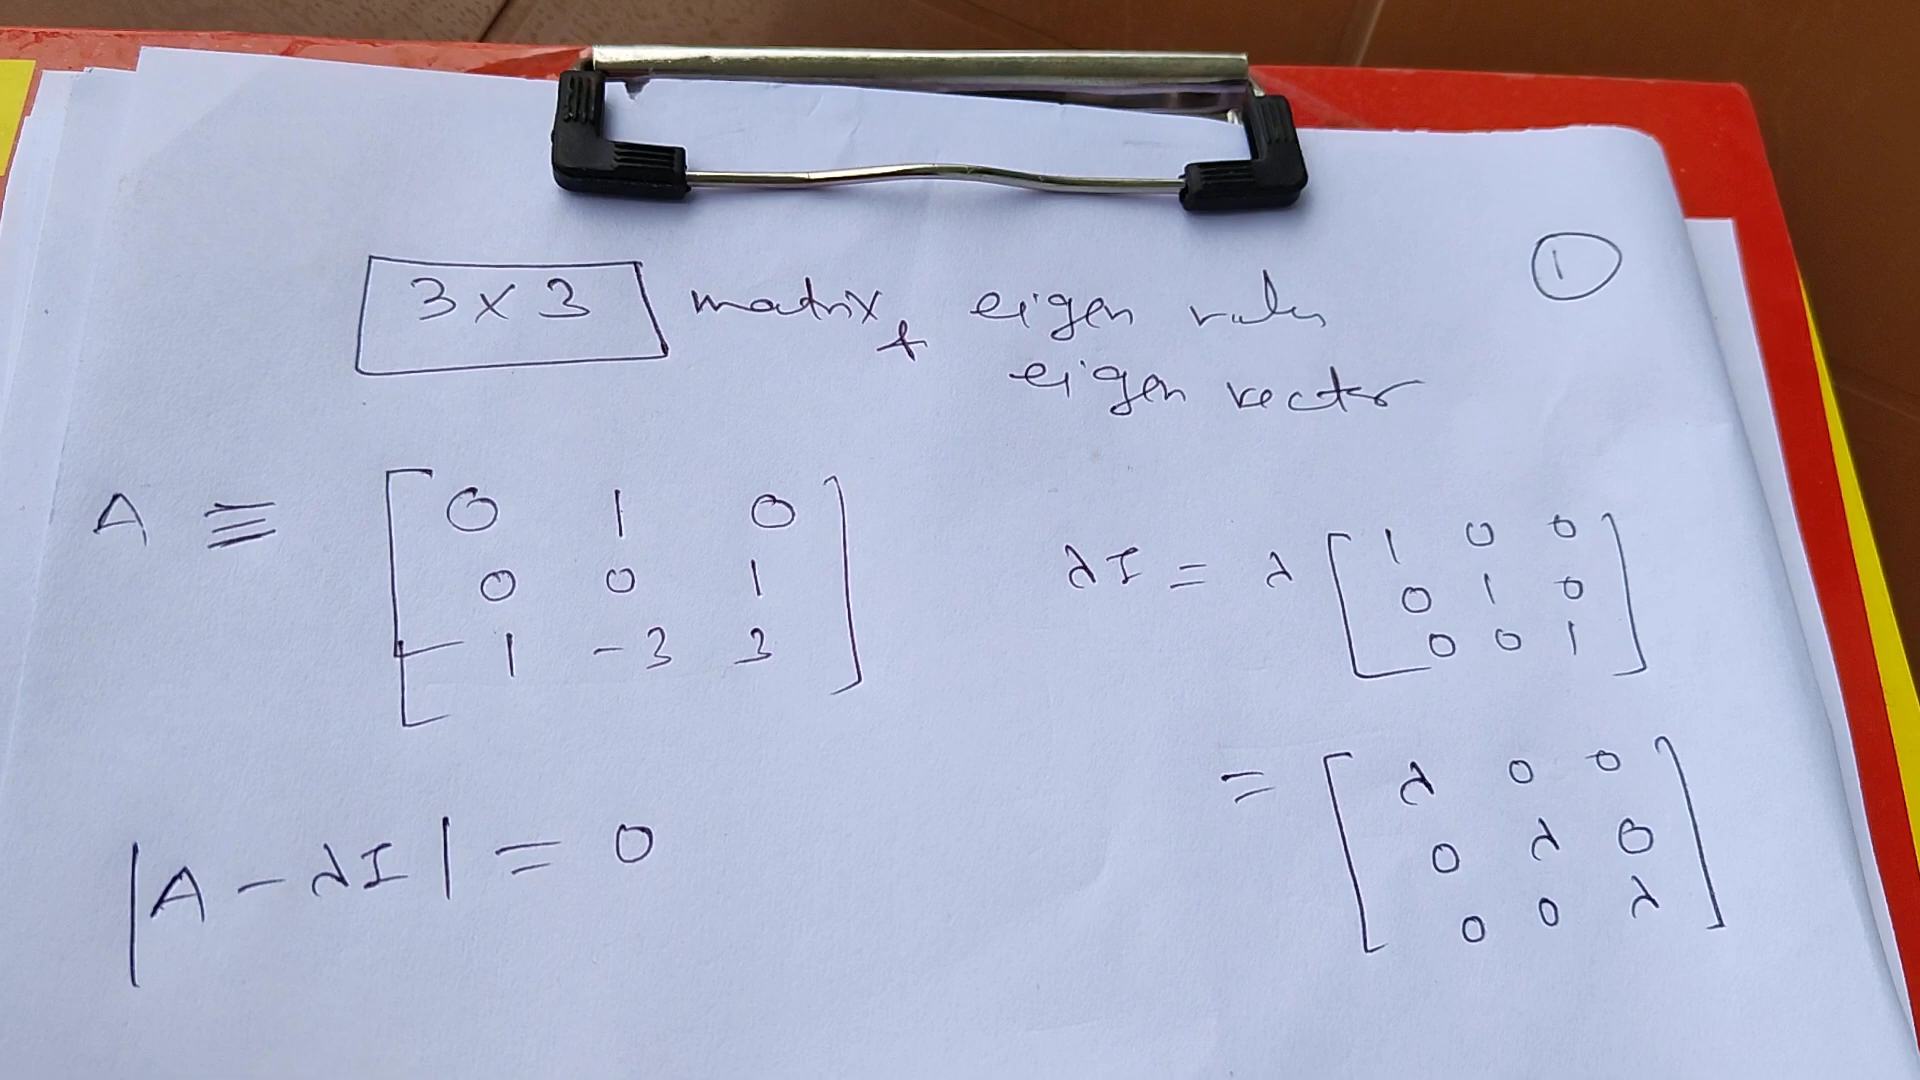 ①
3 × 3 matrix & eigen values
eigen vector
A ≡ [0 1 0
0 0 1
1 -3 3]
λI = λ [1 0 0
0 1 0
0 0 1]
= [λ 0 0
0 λ 0
0 0 λ]
|A - λI| = 0